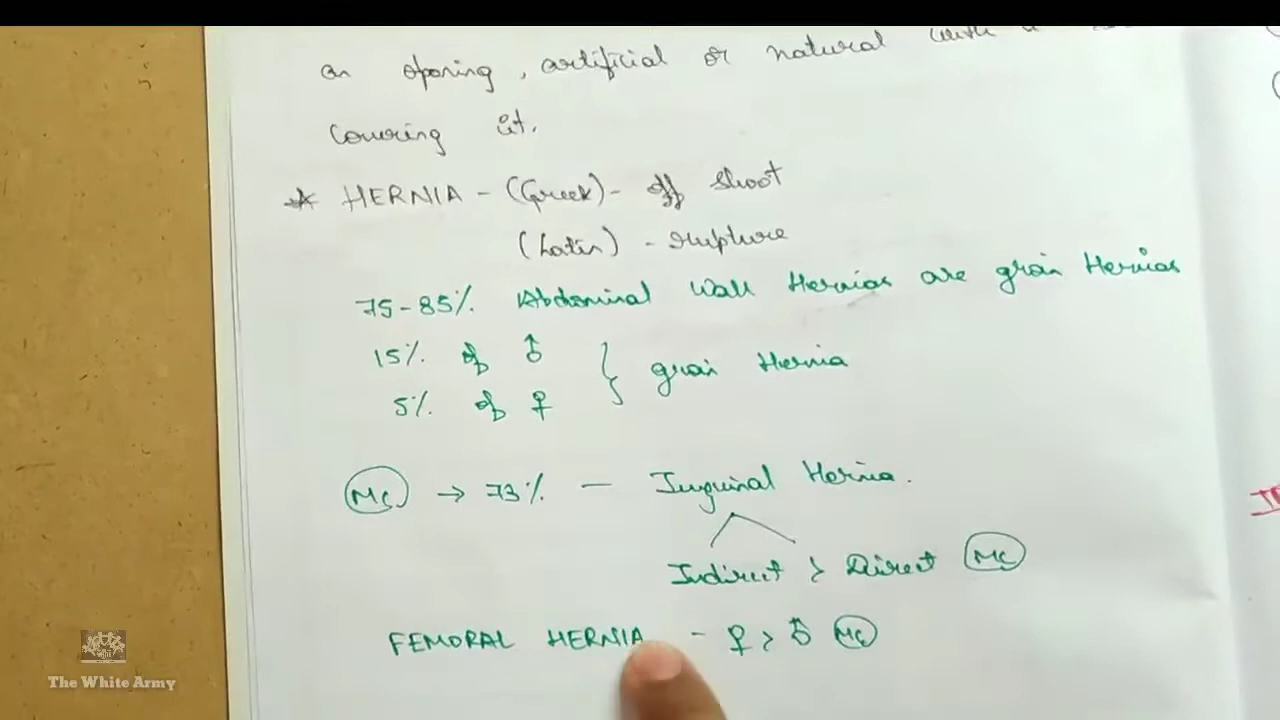 an opening, artificial or natural with a
covering it.
* HERNIA - (Greek) - off shoot
(Latin) - rupture
75-85% Abdominal wall Hernias are groin Hernias
15% of ♂ } groin Hernia
5% of ♀
MC → 73% — Inguinal Hernia.
Indirect > Direct MC
FEMORAL HERNIA - ♀ > ♂ MC
The White Army